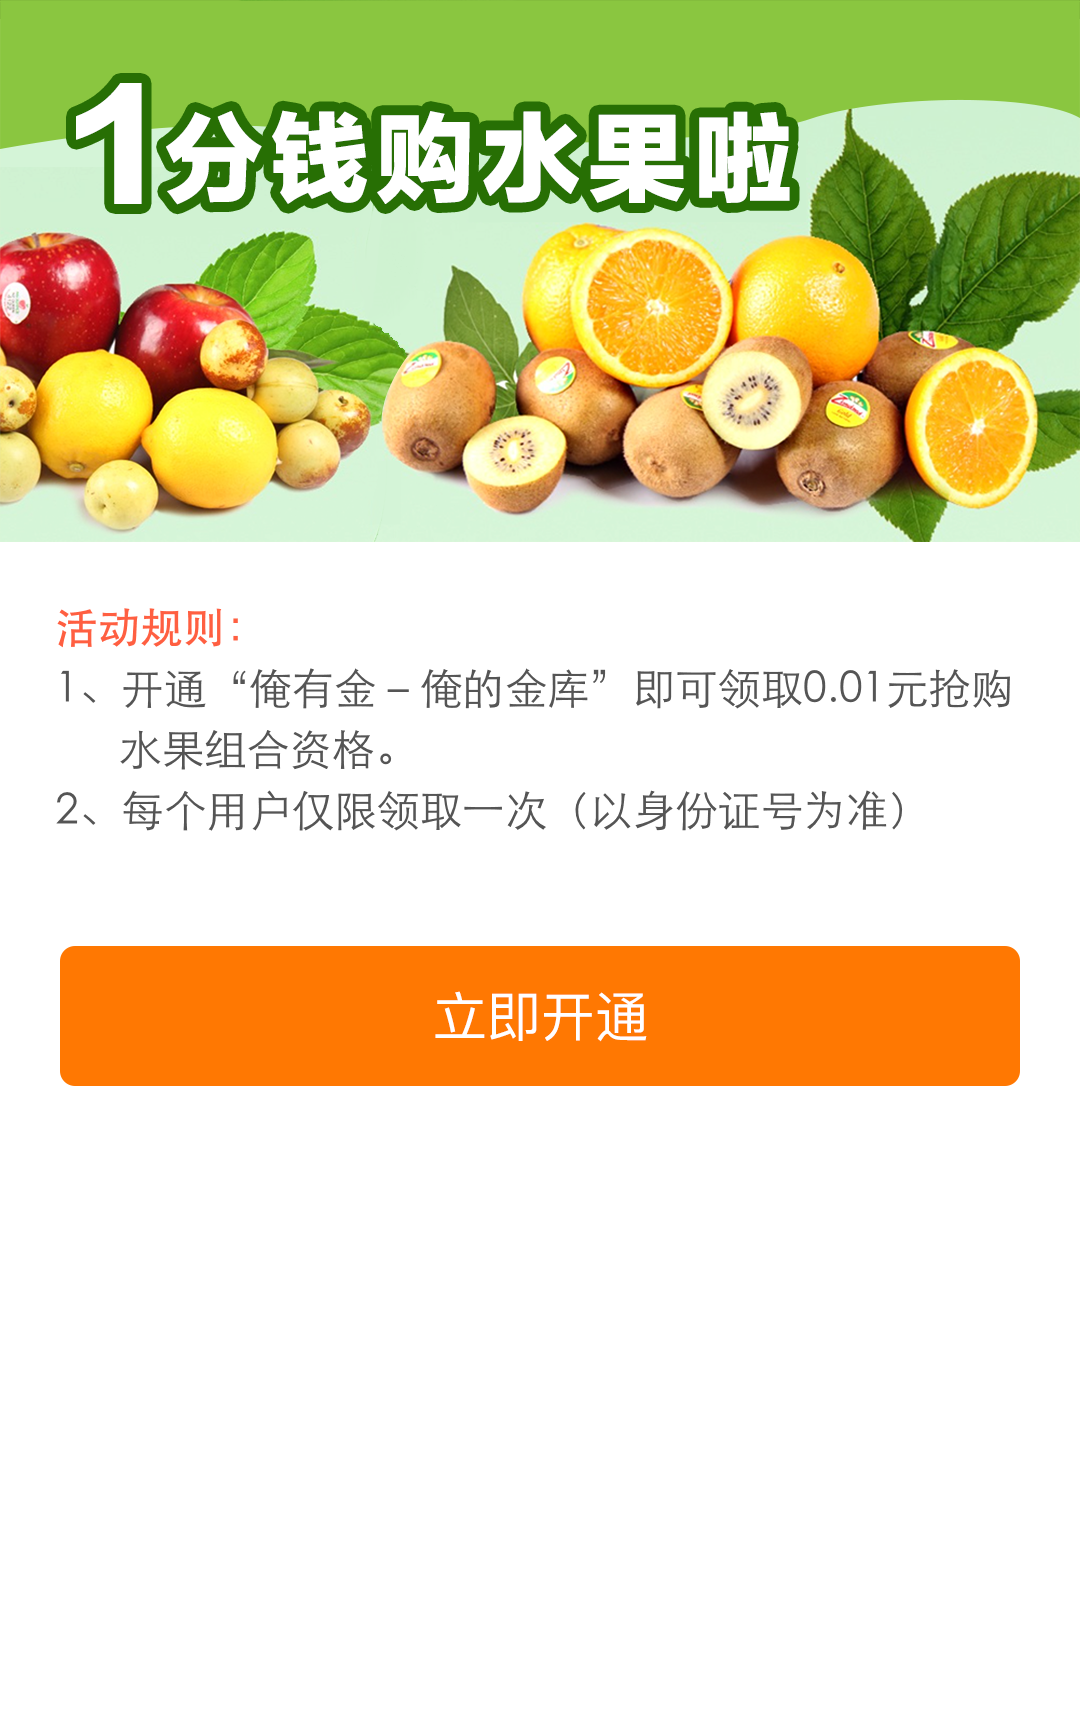 1分钱购水果啦
活动规则：
1、开通“俺有金 – 俺的金库”即可领取0.01元抢购
水果组合资格。
2、每个用户仅限领取一次（以身份证号为准）
立即开通